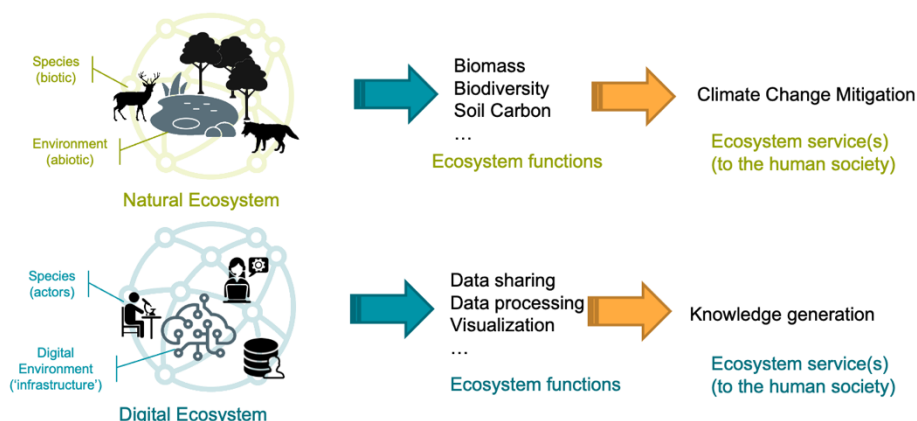 Species
(biotic)
Environment
(abiotic)
Natural Ecosystem
Biomass
Biodiversity
Soil Carbon
…
Ecosystem functions
Climate Change Mitigation
Ecosystem service(s)
(to the human society)
Species
(actors)
Digital
Environment
('infrastructure')
Digital Ecosystem
Data sharing
Data processing
Visualization
…
Ecosystem functions
Knowledge generation
Ecosystem service(s)
(to the human society)